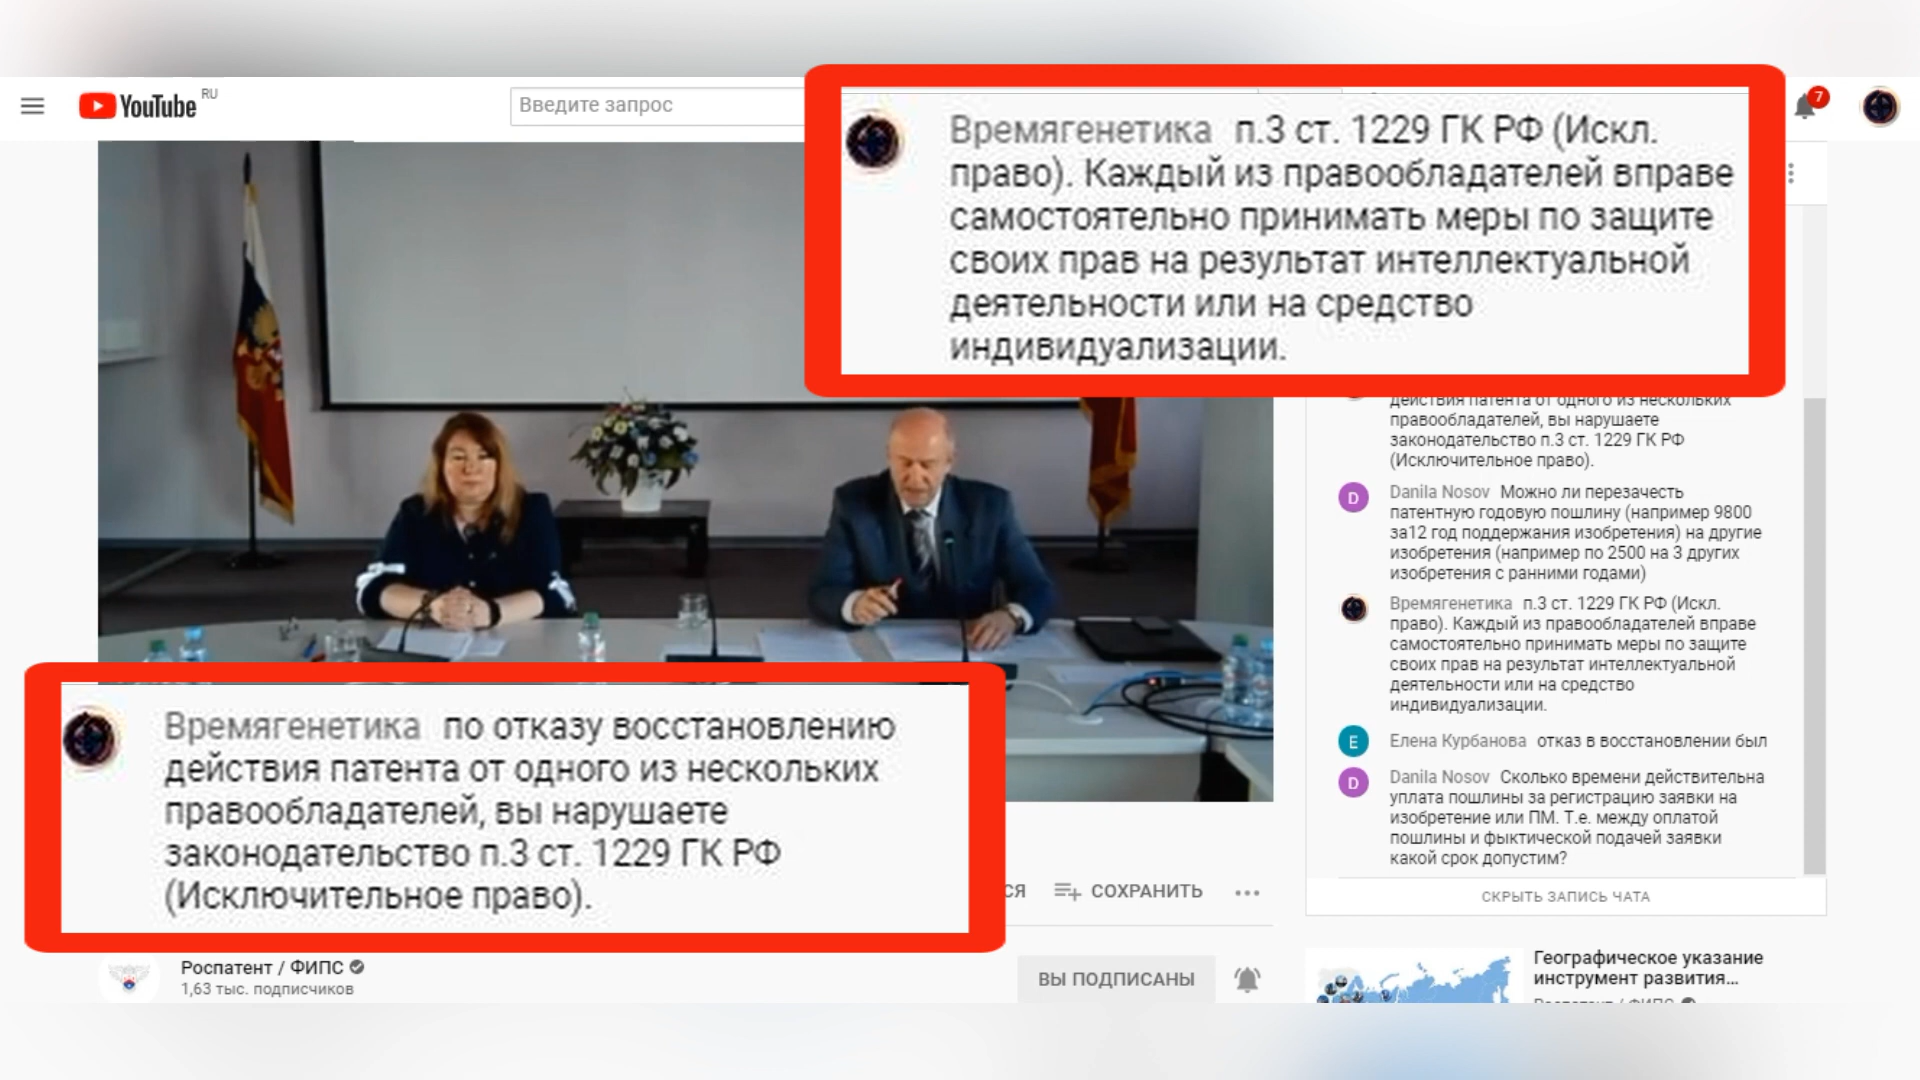 YouTube RU
Введите запрос
7
Времягенетика п.3 ст. 1229 ГК РФ (Искл.
право). Каждый из правообладателей вправе
самостоятельно принимать меры по защите
своих прав на результат интеллектуальной
деятельности или на средство
индивидуализации.
действия патента от одного из нескольких
правообладателей, вы нарушаете
законодательство п.3 ст. 1229 ГК РФ
(Исключительное право).
D
Danila Nosov Можно ли перезачесть
патентную годовую пошлину (например 9800
за12 год поддержания изобретения) на другие
изобретения (например по 2500 на 3 других
изобретения с ранними годами)
Времягенетика п.3 ст. 1229 ГК РФ (Искл.
право). Каждый из правообладателей вправе
самостоятельно принимать меры по защите
своих прав на результат интеллектуальной
деятельности или на средство
индивидуализации.
E
Елена Курбанова отказ в восстановлении был
D
Danila Nosov Сколько времени действительна
уплата пошлины за регистрацию заявки на
изобретение или ПМ. Т.е. между оплатой
пошлины и фыктической подачей заявки
какой срок допустим?
СКРЫТЬ ЗАПИСЬ ЧАТА
Времягенетика по отказу восстановлению
действия патента от одного из нескольких
правообладателей, вы нарушаете
законодательство п.3 ст. 1229 ГК РФ
(Исключительное право).
СЯ СОХРАНИТЬ
Роспатент / ФИПС
1,63 тыс. подписчиков
ВЫ ПОДПИСАНЫ
Географическое указание
инструмент развития...